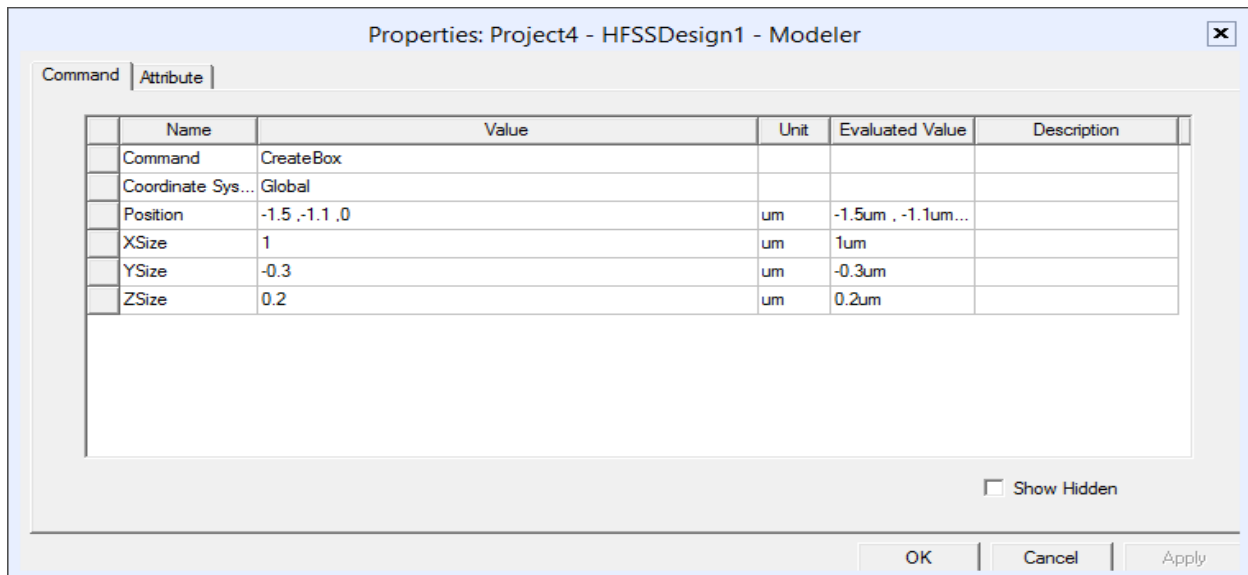 Properties: Project4 - HFSSDesign1 - Modeler
Command Attribute
Name Value Unit Evaluated Value Description
Command CreateBox
Coordinate Sys... Global
Position -1.5 ,-1.1 ,0 um -1.5um , -1.1um...
XSize 1 um 1um
YSize -0.3 um -0.3um
ZSize 0.2 um 0.2um
Show Hidden
OK Cancel Apply